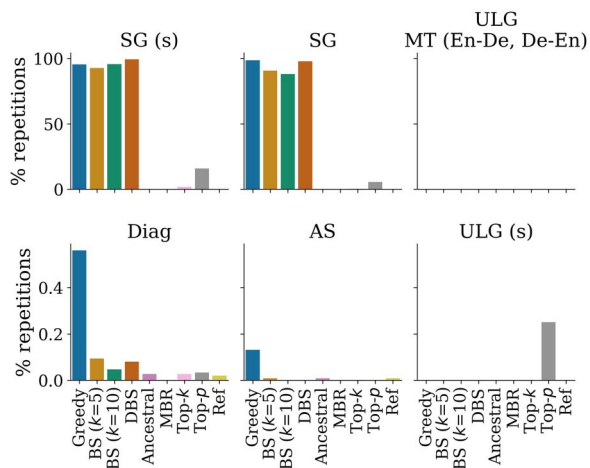 ULG
SG (s) SG MT (En-De, De-En)
% repetitions
100
50
0
Diag AS ULG (s)
% repetitions
0.4
0.2
0.0
Greedy BS (k=5) BS (k=10) DBS Ancestral MBR Top-k Top-p Ref
Greedy BS (k=5) BS (k=10) DBS Ancestral MBR Top-k Top-p Ref
Greedy BS (k=5) BS (k=10) DBS Ancestral MBR Top-k Top-p Ref